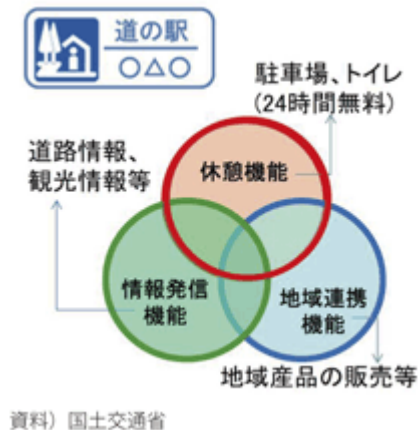 道の駅
○△○
駐車場、トイレ
(24時間無料)
道路情報、
観光情報等
休憩機能
情報発信
機能
地域連携
機能
地域産品の販売等
資料）国土交通省